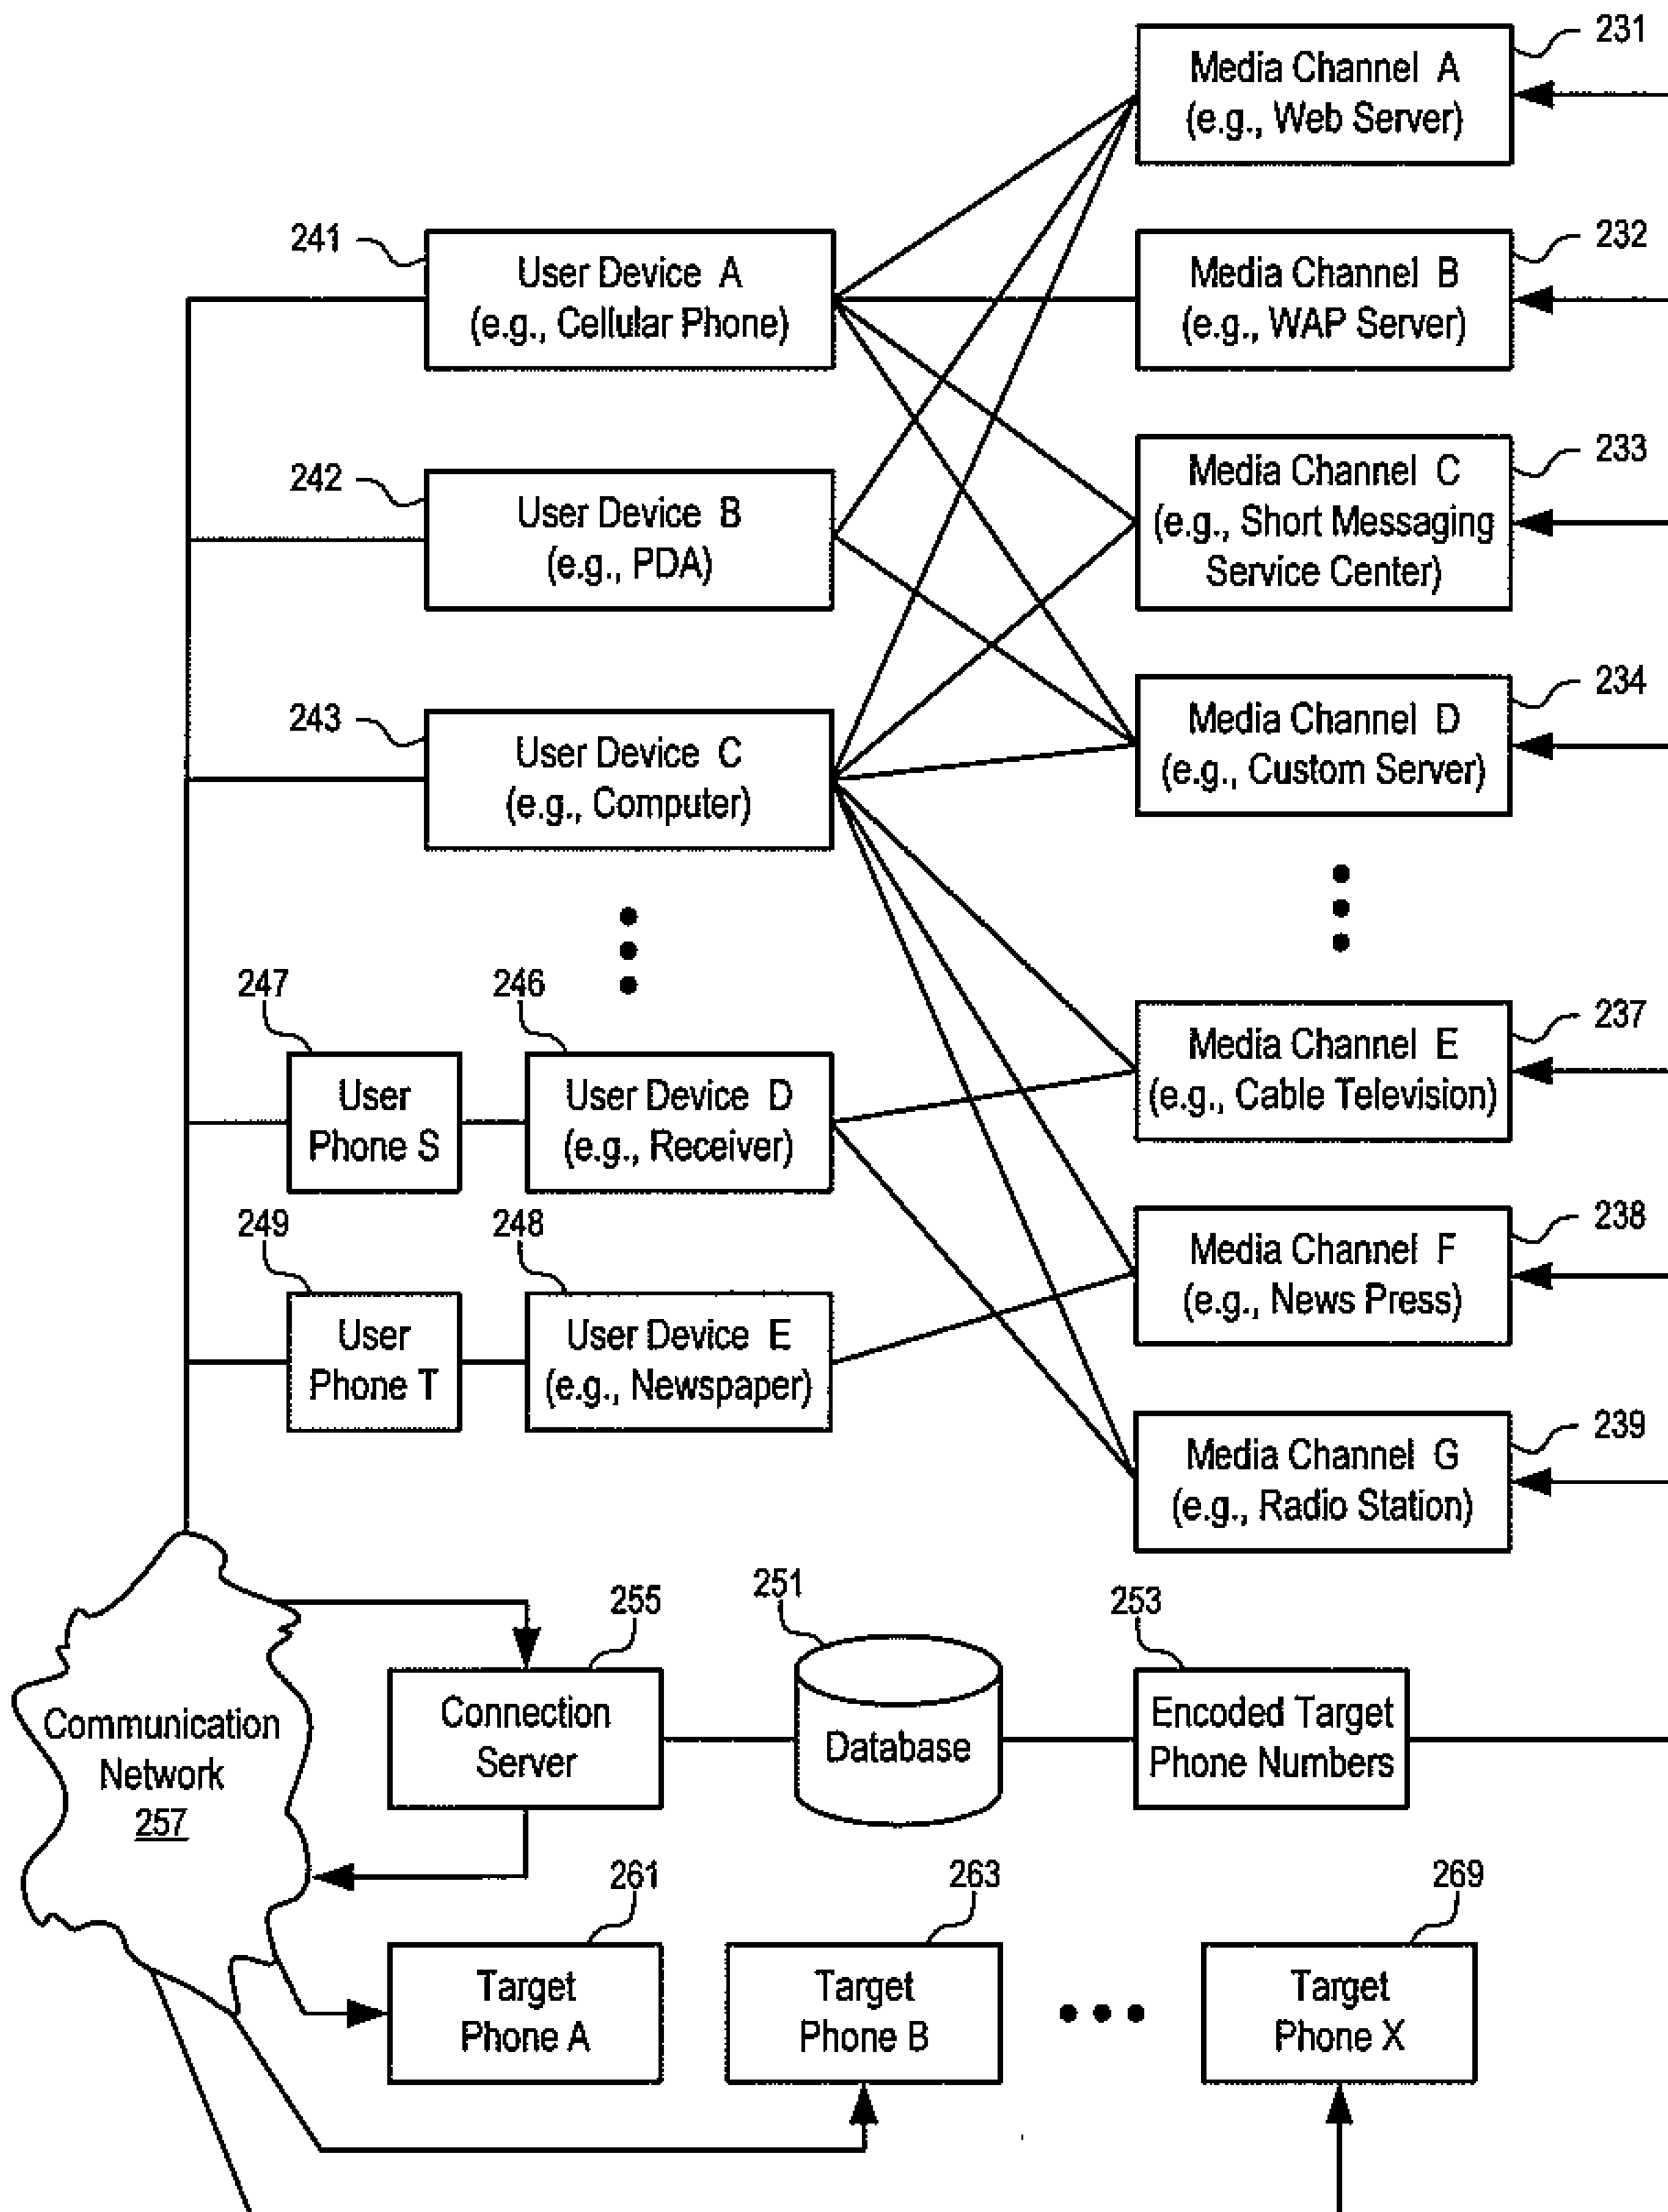 231
Media Channel A
(e.g., Web Server)
241
User Device A
(e.g., Cellular Phone)
232
Media Channel B
(e.g., WAP Server)
242
User Device B
(e.g., PDA)
233
Media Channel C
(e.g., Short Messaging
Service Center)
243
User Device C
(e.g., Computer)
234
Media Channel D
(e.g., Custom Server)
247
User
Phone S
246
User Device D
(e.g., Receiver)
237
Media Channel E
(e.g., Cable Television)
249
User
Phone T
248
User Device E
(e.g., Newspaper)
238
Media Channel F
(e.g., News Press)
239
Media Channel G
(e.g., Radio Station)
Communication
Network
257
255
Connection
Server
251
Database
253
Encoded Target
Phone Numbers
261
Target
Phone A
263
Target
Phone B
269
Target
Phone X